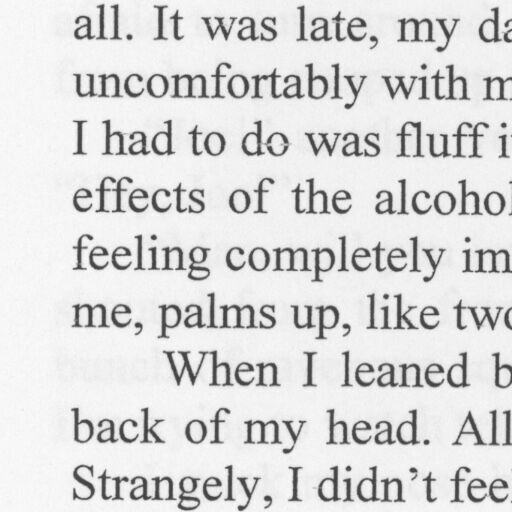 all. It was late, my da
uncomfortably with m
I had to do was fluff i
effects of the alcohol
feeling completely im
me, palms up, like two
When I leaned b
back of my head. All
Strangely, I didn't feel